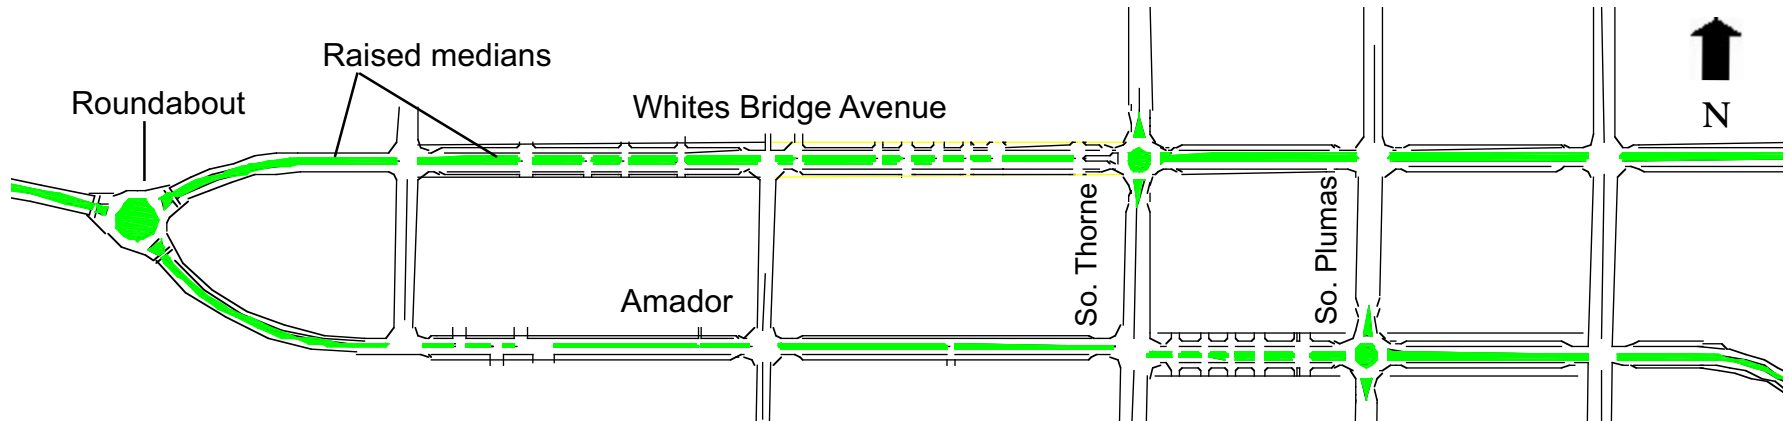 Raised medians
Roundabout
Whites Bridge Avenue
N
So. Thorne
So. Plumas
Amador